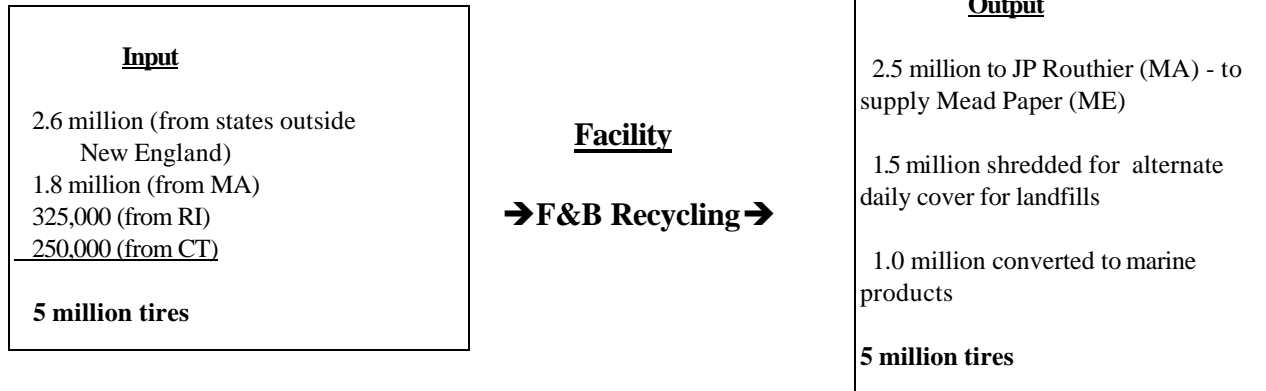 Input
2.6 million (from states outside
New England)
1.8 million (from MA)
325,000 (from RI)
250,000 (from CT)
5 million tires
Facility
➔F&B Recycling➔
Output
2.5 million to JP Routhier (MA) - to
supply Mead Paper (ME)
1.5 million shredded for alternate
daily cover for landfills
1.0 million converted to marine
products
5 million tires